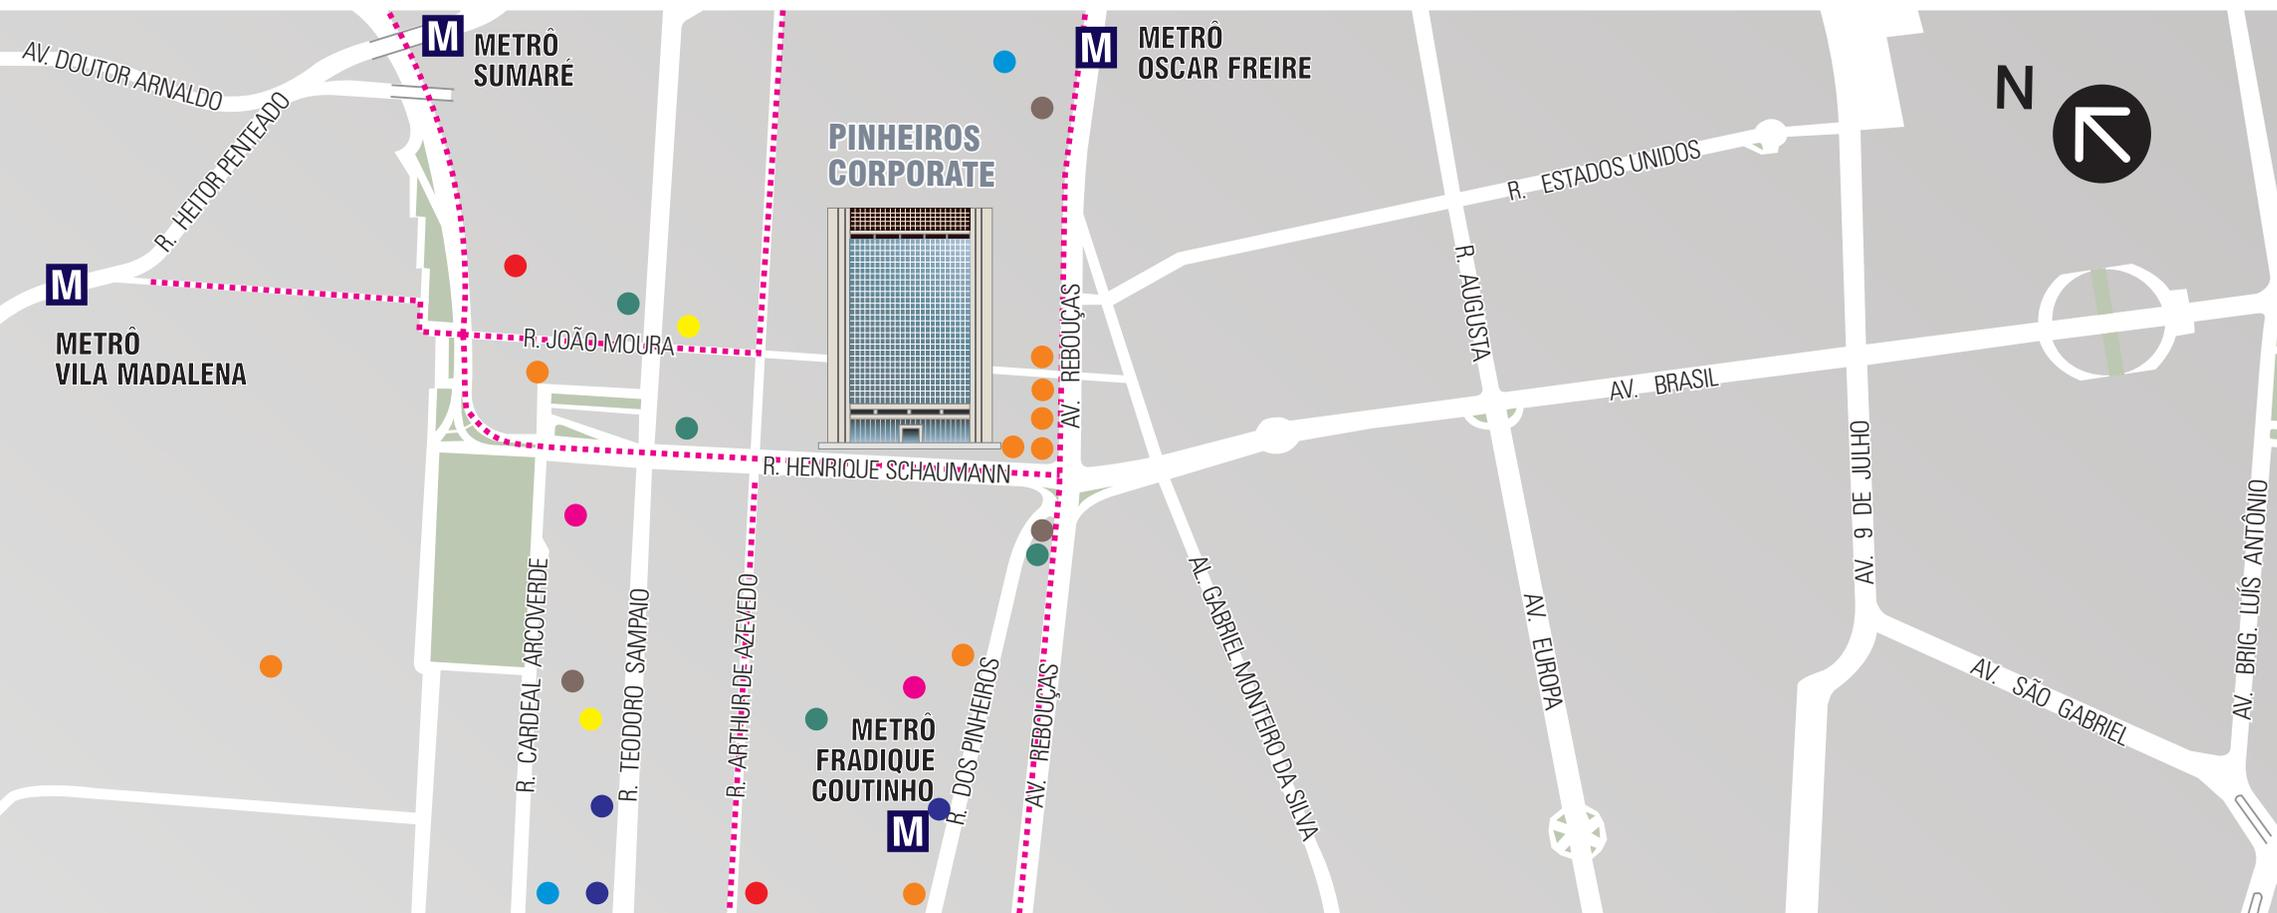 M
METRÔ
SUMARÉ
M
METRÔ
OSCAR FREIRE
AV. DOUTOR ARNALDO
R. HEITOR PENTEADO
N
PINHEIROS
CORPORATE
R. ESTADOS UNIDOS
M
METRÔ
VILA MADALENA
R. JOÃO MOURA
AV. REBOUÇAS
R. AUGUSTA
AV. BRASIL
R. HENRIQUE SCHAUMANN
AV. 9 DE JULHO
AV. BRIG. LUÍS ANTÔNIO
R. CARDEAL ARCOVERDE
R. TEODORO SAMPAIO
R. ARTHUR DE AZEVEDO
METRÔ
FRADIQUE
COUTINHO
M
R. DOS PINHEIROS
AV. REBOUÇAS
AL. GABRIEL MONTEIRO DA SILVA
AV. EUROPA
AV. SÃO GABRIEL